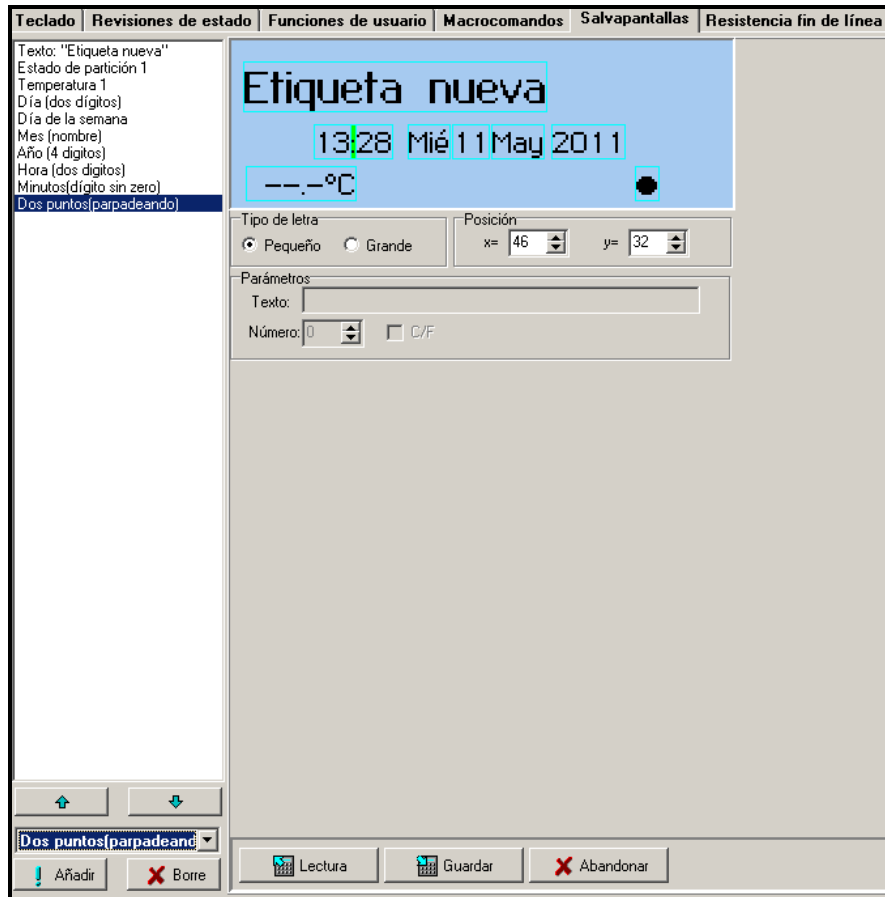 Teclado Revisiones de estado Funciones de usuario Macrocomandos Salvapantallas Resistencia fin de línea
Texto: "Etiqueta nueva"
Estado de partición 1
Temperatura 1
Día (dos dígitos)
Día de la semana
Mes (nombre)
Año (4 digitos)
Hora (dos digitos)
Minutos(dígito sin zero)
Dos puntos(parpadeando)
Etiqueta nueva
13:28 Mié 11 May 2011
--.-ºC
Tipo de letra
Pequeño Grande
Posición
x= 46 y= 32
Parámetros
Texto:
Número: 0 C/F
Dos puntos(parpadeand
Añadir Borre
Lectura Guardar Abandonar